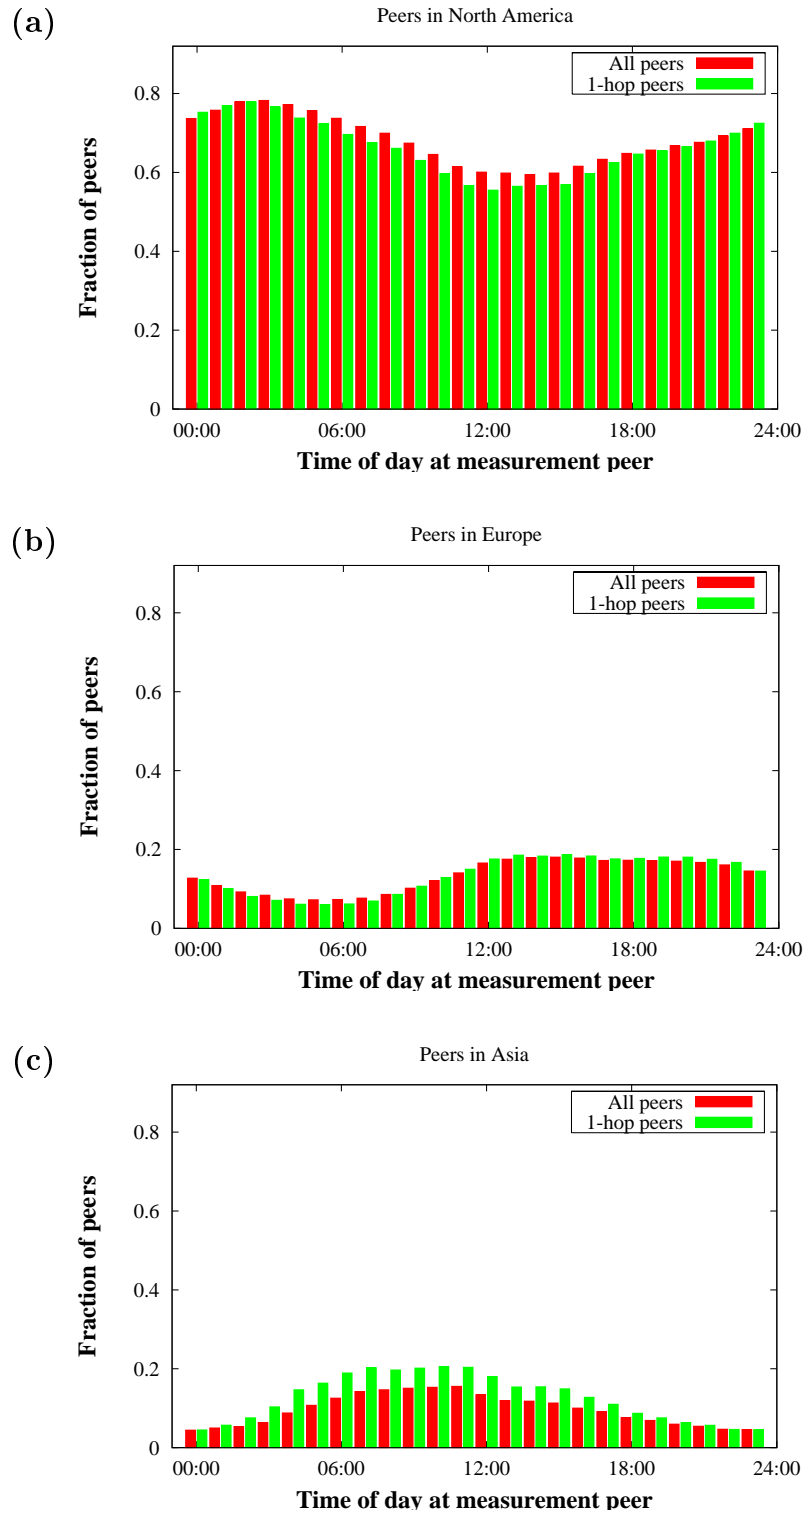 (a)
Peers in North America
All peers
1-hop peers
Fraction of peers
0.8
0.6
0.4
0.2
0
00:00 06:00 12:00 18:00 24:00
Time of day at measurement peer
(b)
Peers in Europe
All peers
1-hop peers
Fraction of peers
0.8
0.6
0.4
0.2
0
00:00 06:00 12:00 18:00 24:00
Time of day at measurement peer
(c)
Peers in Asia
All peers
1-hop peers
Fraction of peers
0.8
0.6
0.4
0.2
0
00:00 06:00 12:00 18:00 24:00
Time of day at measurement peer